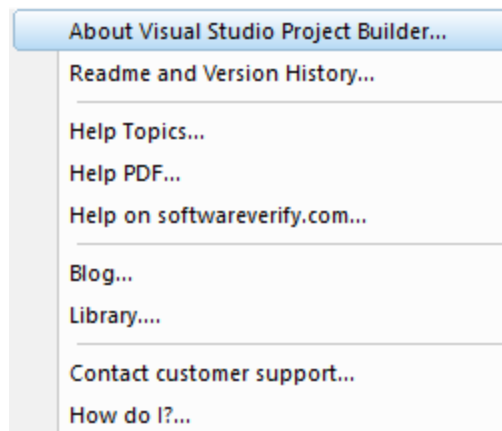 About Visual Studio Project Builder...
Readme and Version History...
Help Topics...
Help PDF...
Help on softwareverify.com...
Blog...
Library....
Contact customer support...
How do I?...